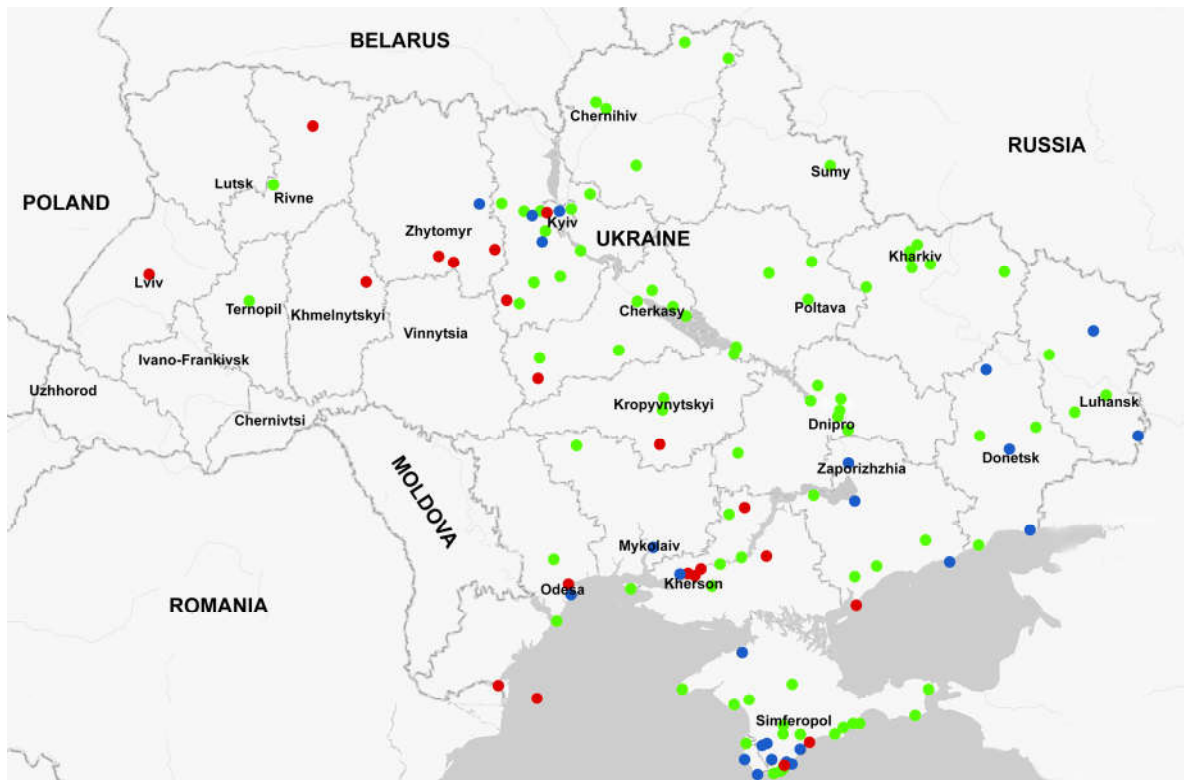 BELARUS
Chernihiv
RUSSIA
Sumy
Lutsk
Rivne
POLAND
Kyiv
Zhytomyr
UKRAINE
Kharkiv
Lviv
Ternopil
Khmelnytskyi
Cherkasy
Poltava
Vinnytsia
Ivano-Frankivsk
Uzhhorod
Luhansk
Kropyvnytskyi
Chernivtsi
Dnipro
Donetsk
Zaporizhzhia
MOLDOVA
Mykolaiv
Kherson
Odesa
ROMANIA
Simferopol